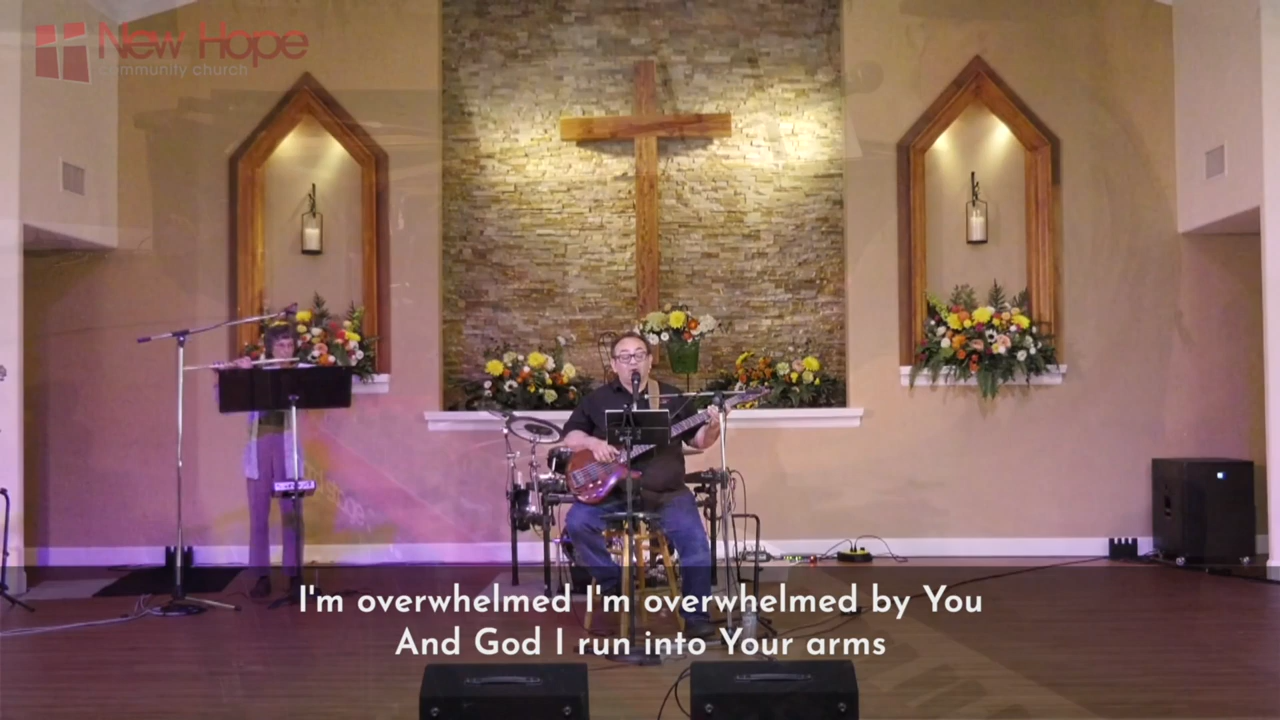 New Hope
community church
I'm overwhelmed I'm overwhelmed by You
And God I run into Your arms